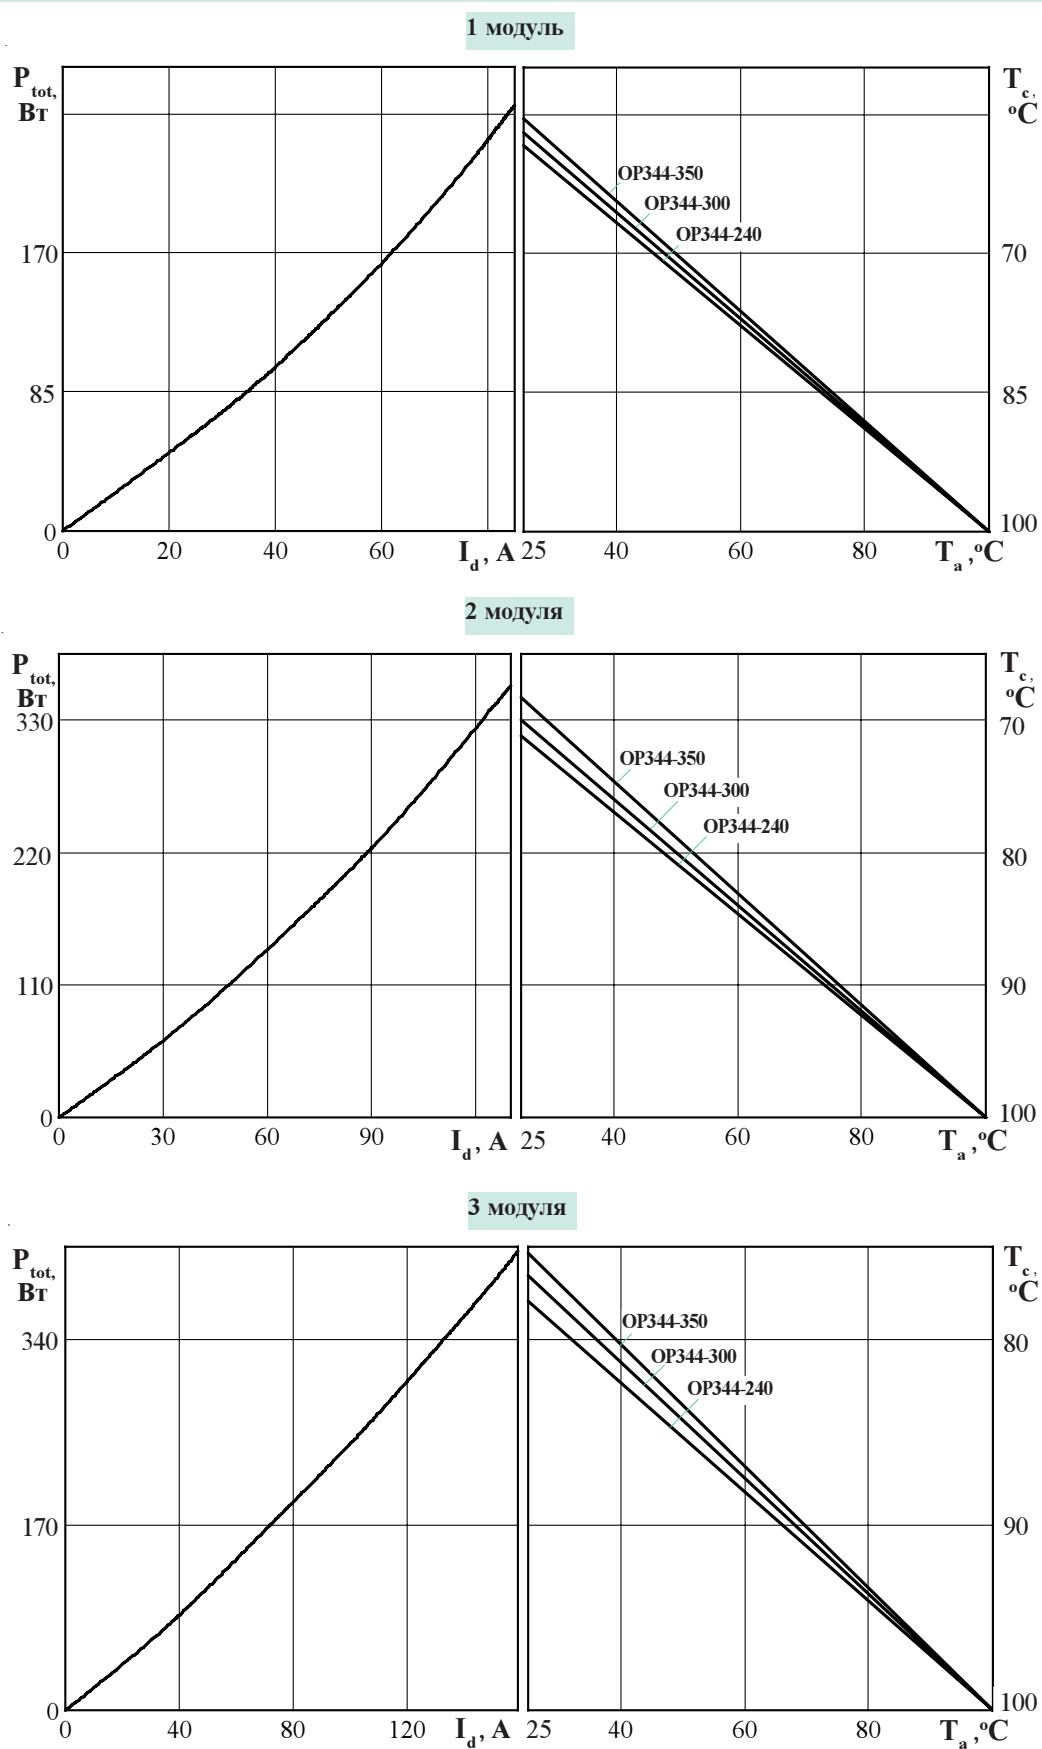 1 модуль
P tot, T c,
Вт °C
OP344-350
OP344-300
OP344-240
170 70
85 85
0 100
0 20 40 60 I d , A 25 40 60 80 T a ,°C
2 модуля
P tot, T c,
Вт °C
330 70
OP344-350
OP344-300
OP344-240
220 80
110 90
0 100
0 30 60 90 I d , A 25 40 60 80 T a ,°C
3 модуля
P tot, T c,
Вт °C
OP344-350
340 80
OP344-300
OP344-240
170 90
0 100
0 40 80 120 I d , A 25 40 60 80 T a ,°C